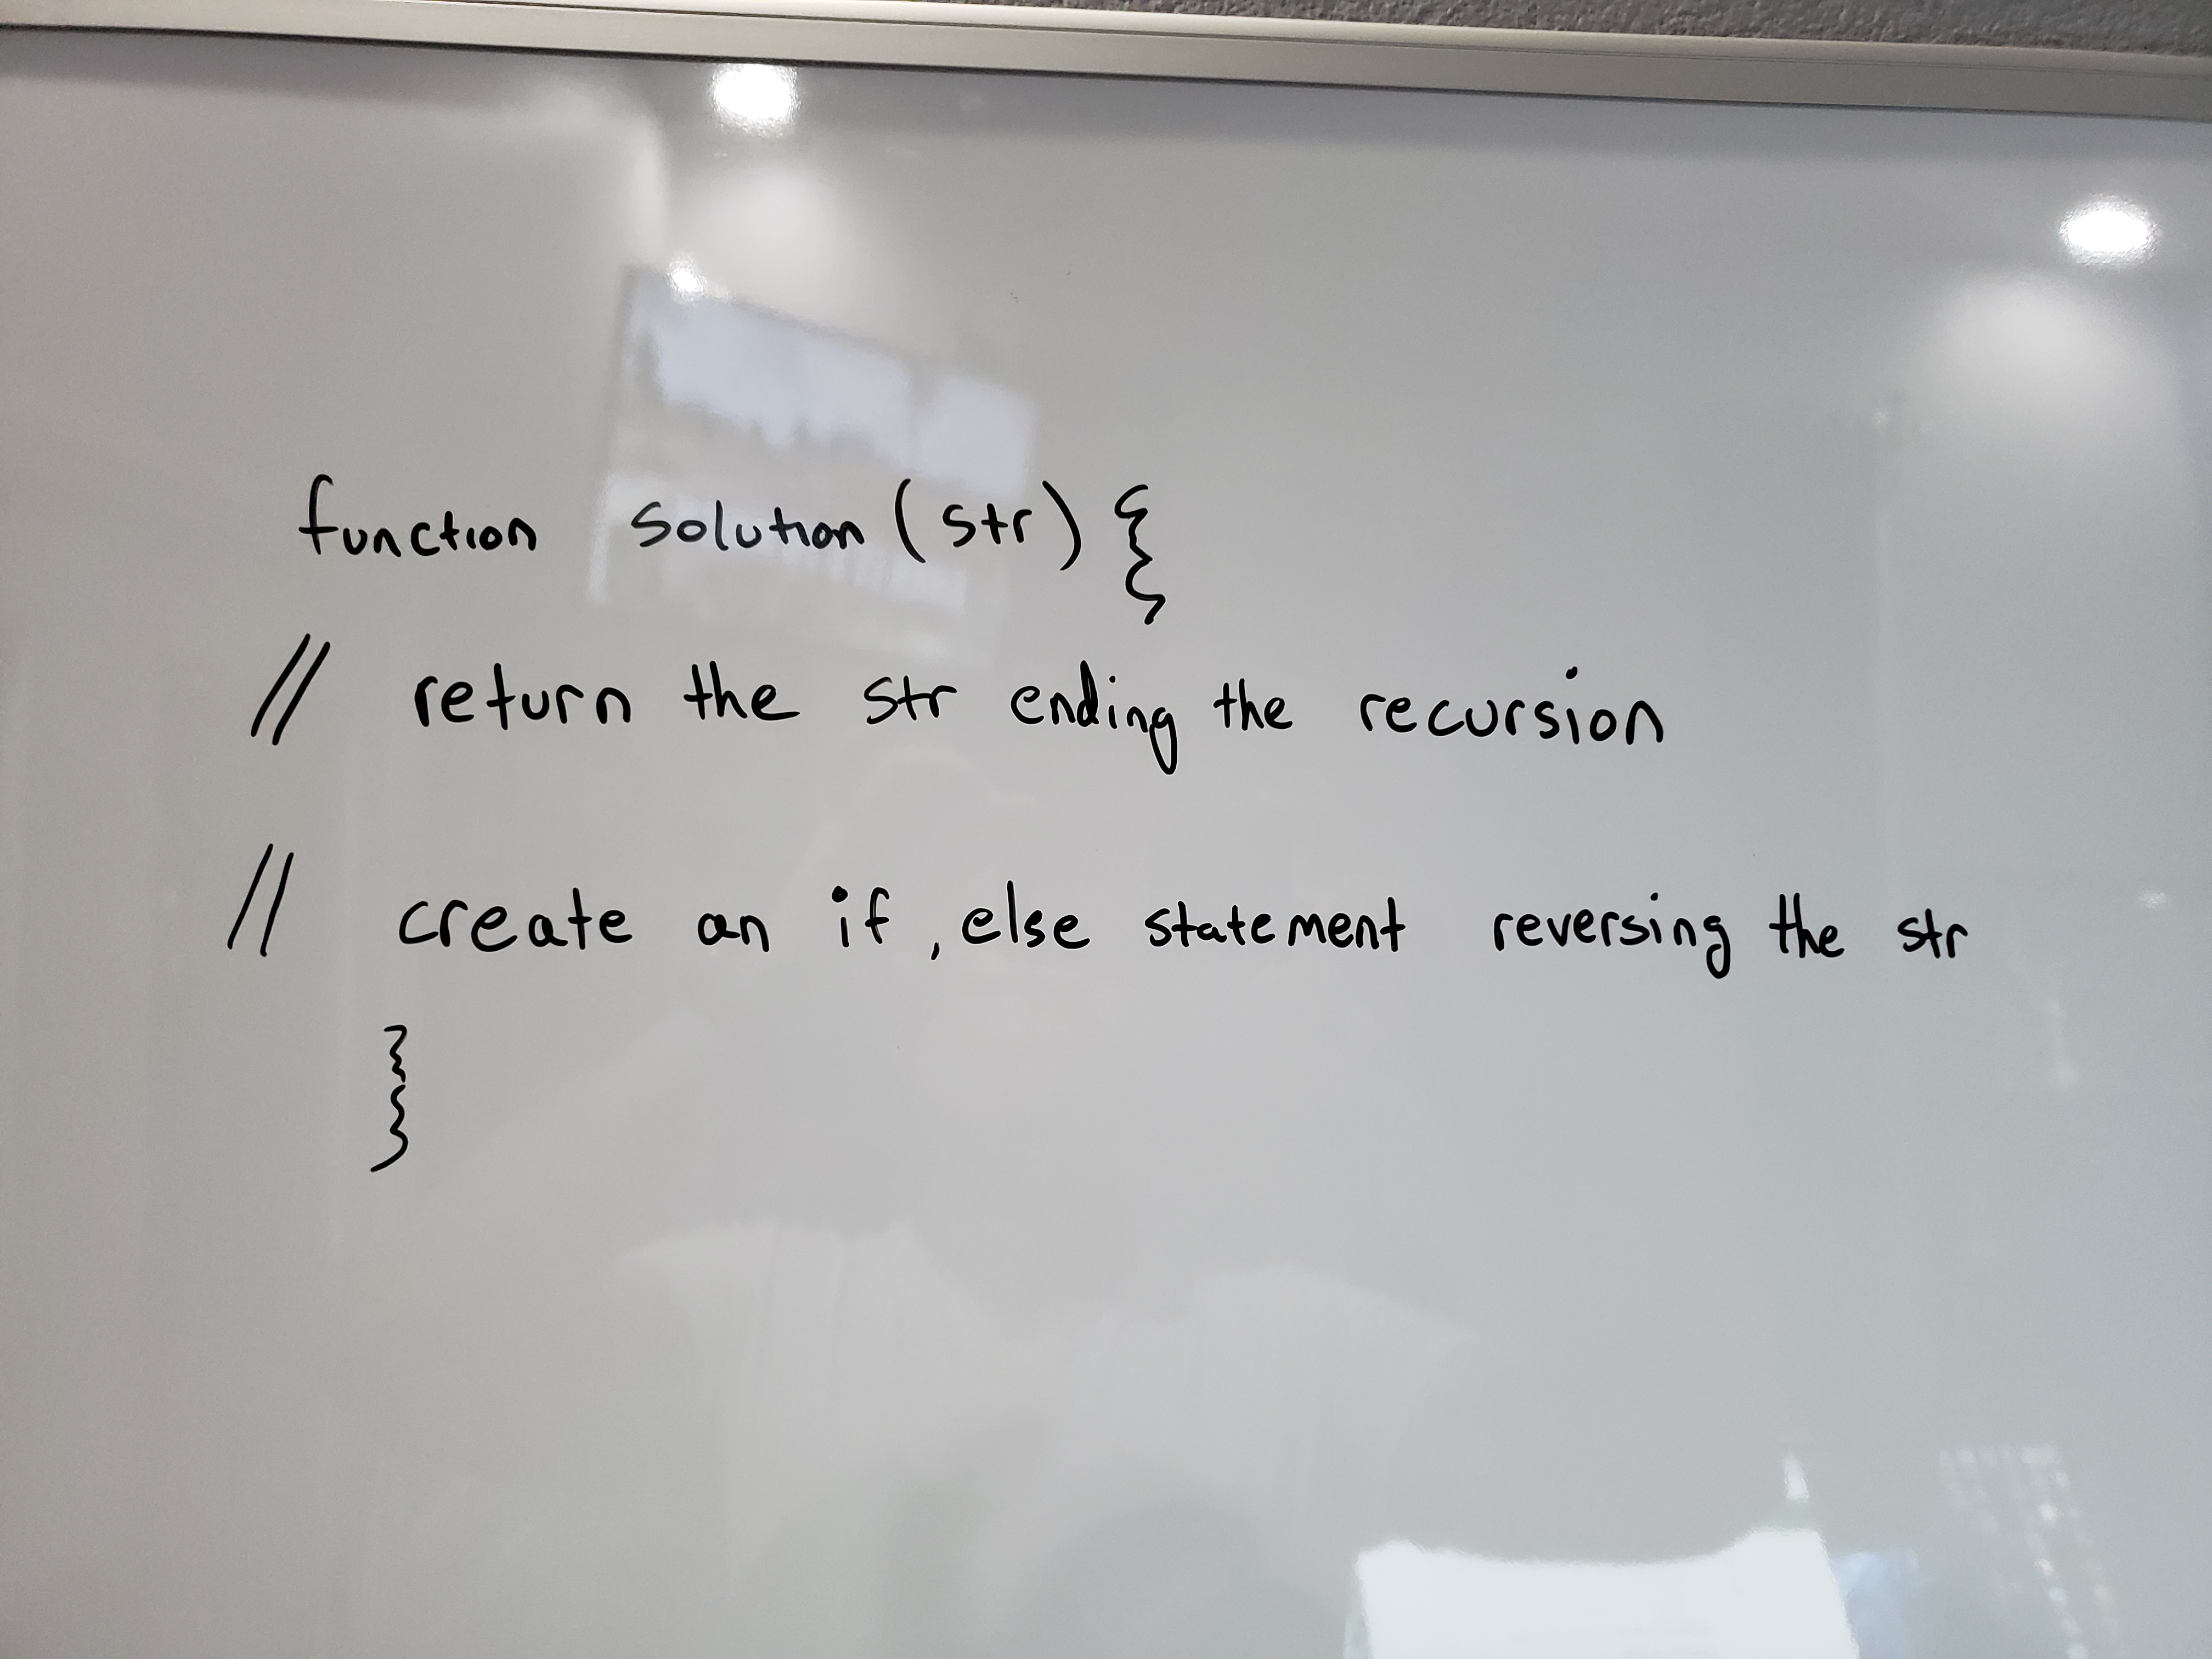 function solution (str) {
// return the str ending the recursion
// create an if, else statement reversing the str
}